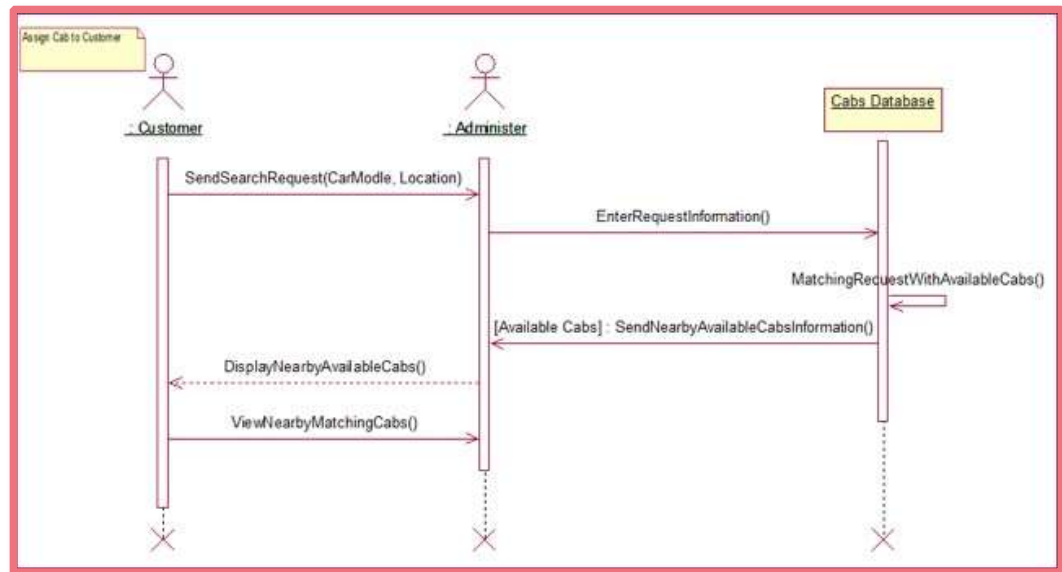 Assign Cab to Customer
: Customer
: Administer
Cabs Database
SendSearchRequest(CarModle, Location)
EnterRequestInformation()
MatchingRequestWithAvailableCabs()
[Available Cabs] : SendNearbyAvailableCabsInformation()
DisplayNearbyAvailableCabs()
ViewNearbyMatchingCabs()